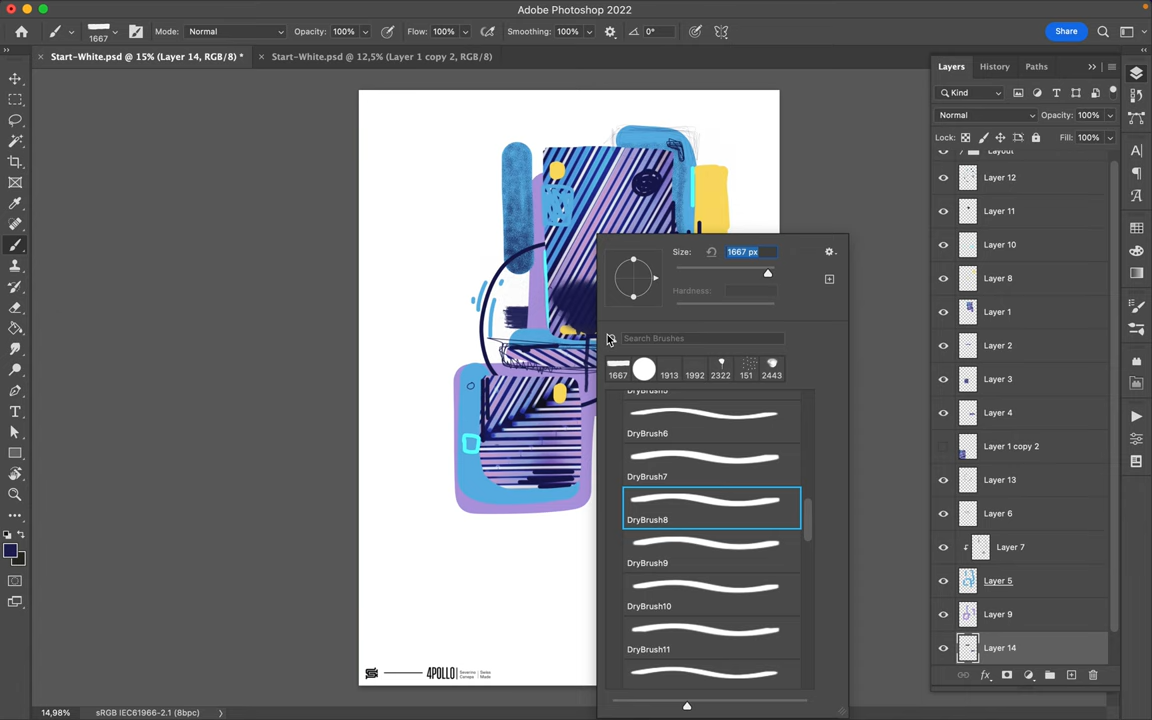 Adobe Photoshop 2022
1667
Mode: Normal
Opacity: 100%
Flow: 100%
Smoothing: 100%
0°
Share
Start-White.psd @ 15% (Layer 14, RGB/8) *
Start-White.psd @ 12,5% (Layer 1 copy 2, RGB/8)
Layers
History
Paths
Kind
Normal
Opacity: 100%
Lock:
Fill: 100%
Layout
Layer 12
Layer 11
Layer 10
Layer 8
Layer 1
Layer 2
Layer 3
Layer 4
Layer 1 copy 2
Layer 13
Layer 6
Layer 7
Layer 5
Layer 9
Layer 14
Size:
1667 px
Hardness:
Search Brushes
1667
1913
1992
2322
151
2443
DryBrush5
DryBrush6
DryBrush7
DryBrush8
DryBrush9
DryBrush10
DryBrush11
4POLLO
14,98%
sRGB IEC61966-2.1 (8bpc)